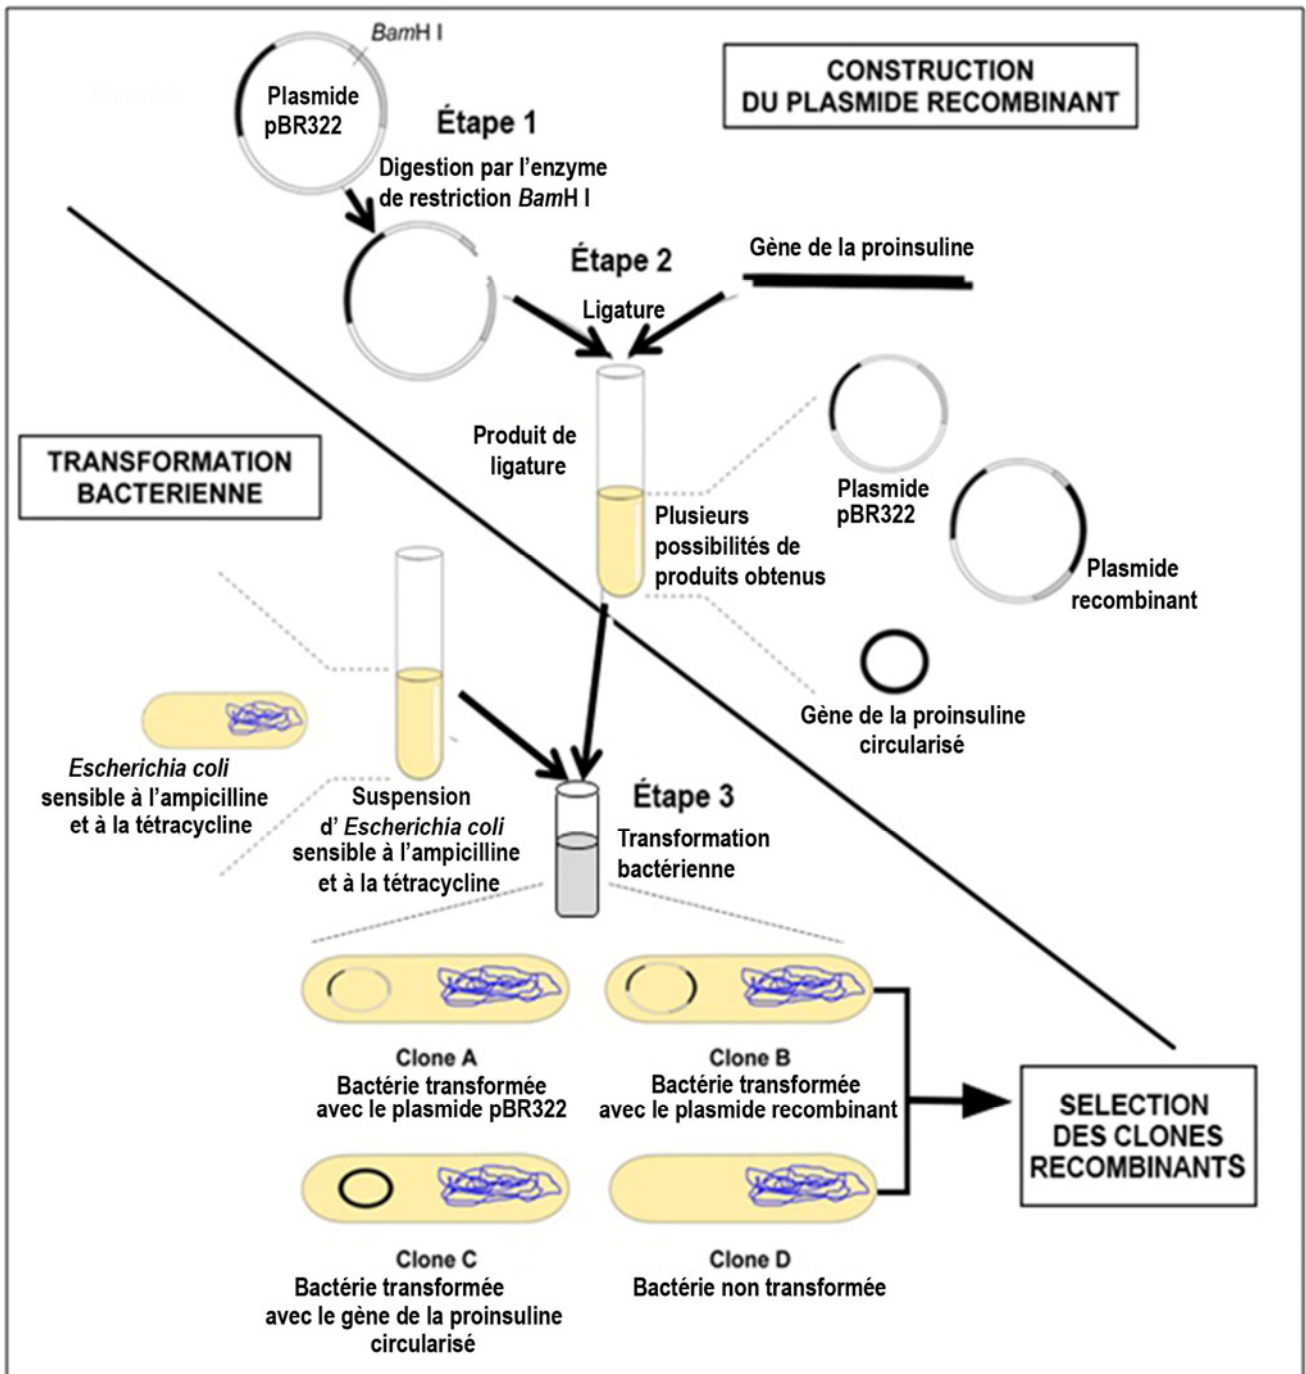 BamH I
Plasmide
pBR322
CONSTRUCTION
DU PLASMIDE RECOMBINANT
Étape 1
Digestion par l'enzyme
de restriction BamH I
Étape 2
Ligature
Gène de la proinsuline
Produit de
ligature
Plusieurs
possibilités de
produits obtenus
Plasmide
pBR322
Plasmide
recombinant
Gène de la proinsuline
circularisé
TRANSFORMATION
BACTERIENNE
Escherichia coli
sensible à l'ampicilline
et à la tétracycline
Suspension
d' Escherichia coli
sensible à l'ampicilline
et à la tétracycline
Étape 3
Transformation
bactérienne
Clone A
Bactérie transformée
avec le plasmide pBR322
Clone B
Bactérie transformée
avec le plasmide recombinant
Clone C
Bactérie transformée
avec le gène de la proinsuline
circularisé
Clone D
Bactérie non transformée
SELECTION
DES CLONES
RECOMBINANTS